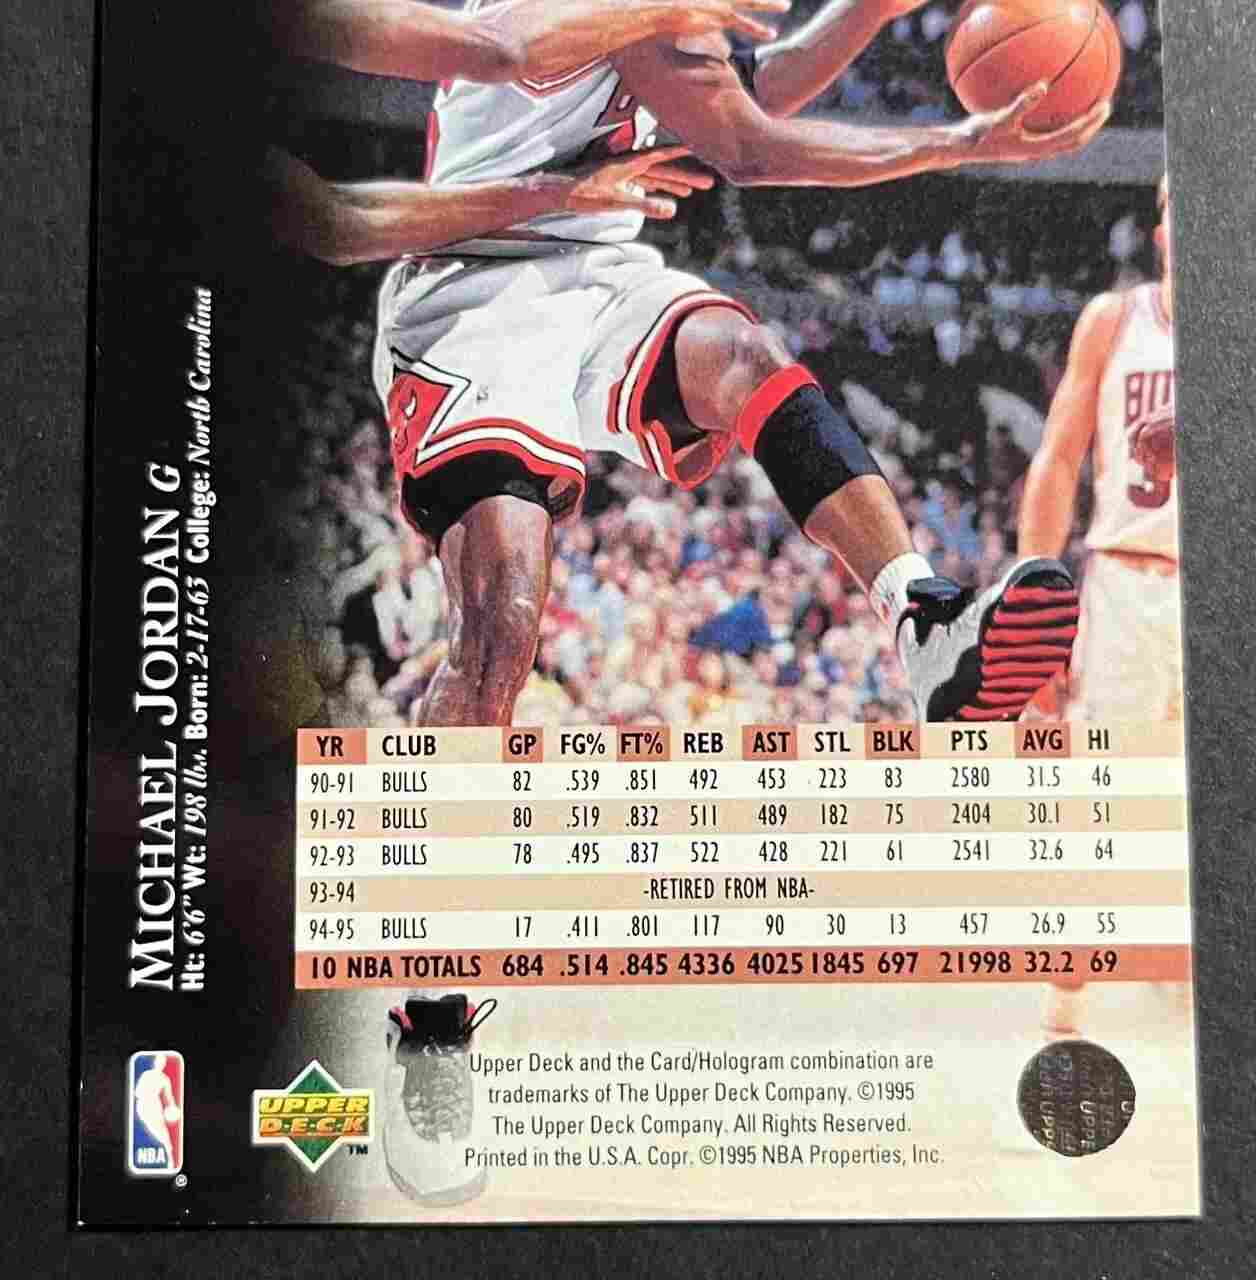 MICHAEL JORDAN G
Ht: 6'6" Wt: 198 lbs. Born: 2-17-63 College: North Carolina
YR CLUB GP FG% FT% REB AST STL BLK PTS AVG HI
90-91 BULLS 82 .539 .851 492 453 223 83 2580 31.5 46
91-92 BULLS 80 .519 .832 511 489 182 75 2404 30.1 51
92-93 BULLS 78 .495 .837 522 428 221 61 2541 32.6 64
93-94 -RETIRED FROM NBA-
94-95 BULLS 17 .411 .801 117 90 30 13 457 26.9 55
10 NBA TOTALS 684 .514 .845 4336 4025 1845 697 21998 32.2 69
NBA
®
UPPER
DECK
™
Upper Deck and the Card/Hologram combination are
trademarks of The Upper Deck Company. ©1995
The Upper Deck Company. All Rights Reserved.
Printed in the U.S.A. Copr. ©1995 NBA Properties, Inc.